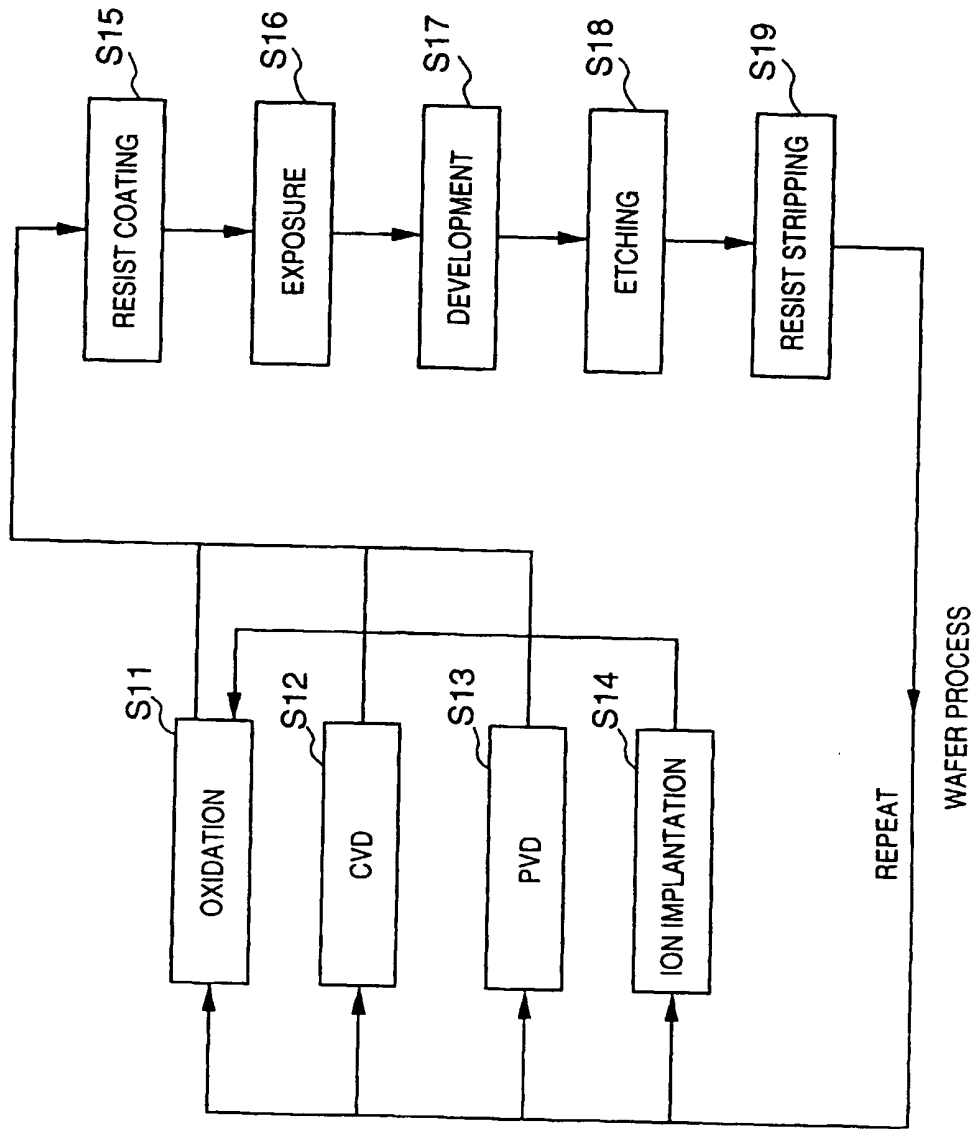 S11
OXIDATION
S12
CVD
S13
PVD
S14
ION IMPLANTATION
S15
RESIST COATING
S16
EXPOSURE
S17
DEVELOPMENT
S18
ETCHING
S19
RESIST STRIPPING
REPEAT
WAFER PROCESS